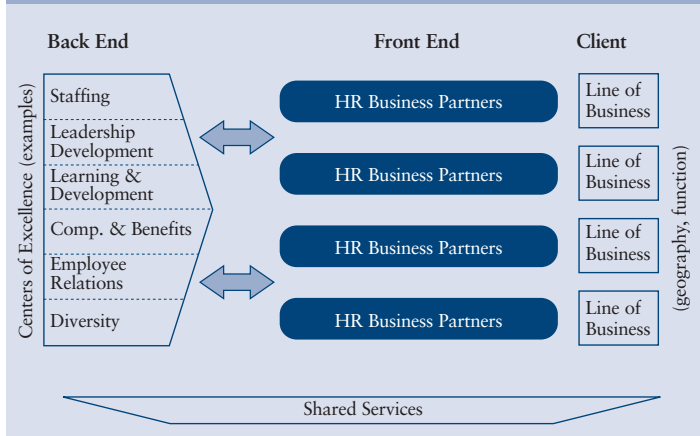 Back End
Front End
Client
Centers of Excellence (examples)
Staffing
Leadership
Development
Learning &
Development
Comp. & Benefits
Employee
Relations
Diversity
HR Business Partners
HR Business Partners
HR Business Partners
HR Business Partners
Line of
Business
Line of
Business
Line of
Business
Line of
Business
(geography, function)
Shared Services